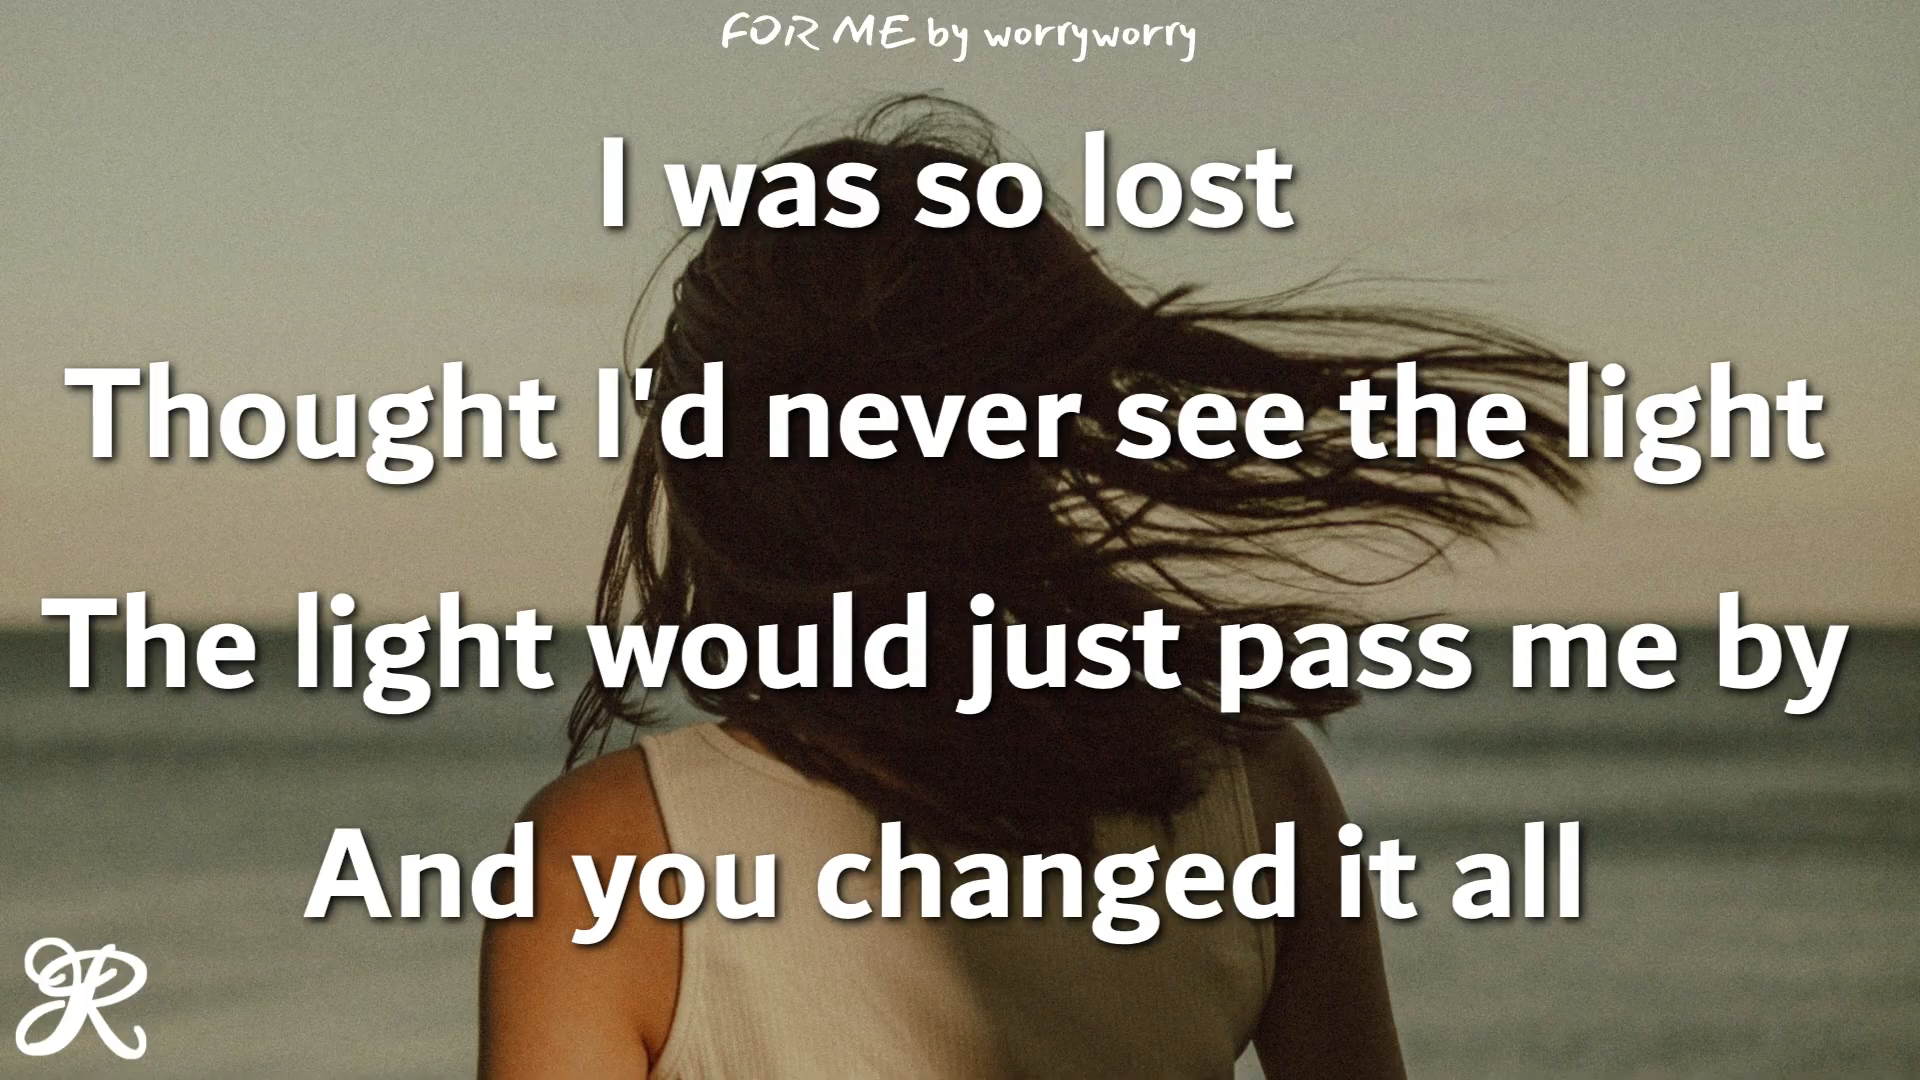 FOR ME by worryworry
I was so lost
Thought I'd never see the light
The light would just pass me by
And you changed it all
R